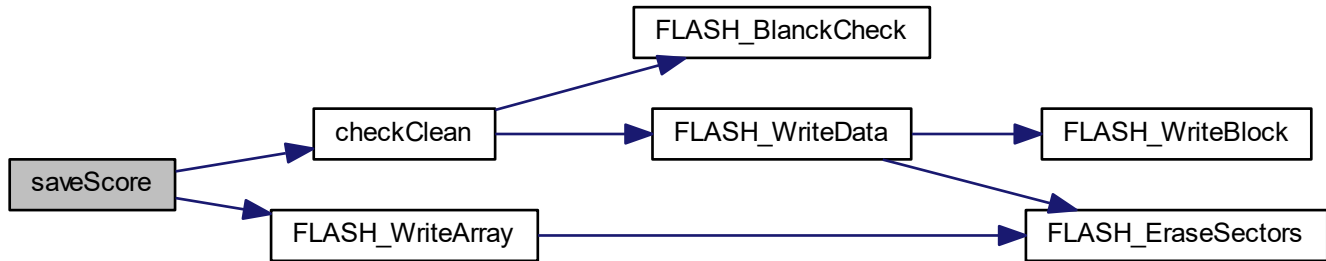 FLASH_BlanckCheck
checkClean
FLASH_WriteData
FLASH_WriteBlock
saveScore
FLASH_WriteArray
FLASH_EraseSectors